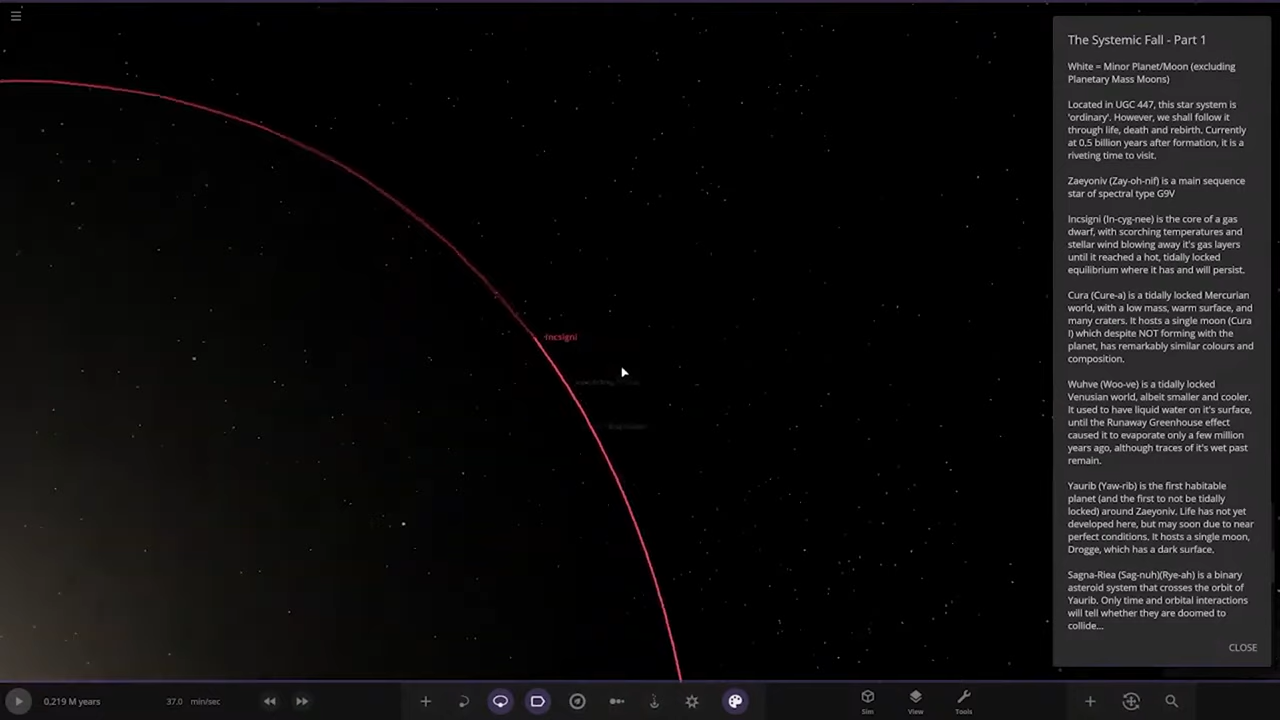 The Systemic Fall - Part 1
White = Minor Planet/Moon (excluding
Planetary Mass Moons)
Located in UGC 447, this star system is
'ordinary'. However, we shall follow it
through life, death and rebirth. Currently
at 0,5 billion years after formation, it is a
riveting time to visit.
Zaeyoniv (Zay-oh-nif) is a main sequence
star of spectral type G9V
Incsigni (In-cyg-nee) is the core of a gas
dwarf, with scorching temperatures and
stellar wind blowing away it's gas layers
until it reached a hot, tidally locked
equilibrium where it has and will persist.
Cura (Cure-a) is a tidally locked Mercurian
world, with a low mass, warm surface, and
many craters. It hosts a single moon (Cura
I) which despite NOT forming with the
planet, has remarkably similar colours and
composition.
Wuhve (Woo-ve) is a tidally locked
Venusian world, albeit smaller and cooler.
It used to have liquid water on it's surface,
until the Runaway Greenhouse effect
caused it to evaporate only a few million
years ago, although traces of it's wet past
remain.
Yaurib (Yaw-rib) is the first habitable
planet (and the first to not be tidally
locked) around Zaeyoniv. Life has not yet
developed here, but may soon due to near
perfect conditions. It hosts a single moon,
Drogge, which has a dark surface.
Sagna-Riea (Sag-nuh)(Rye-ah) is a binary
asteroid system that crosses the orbit of
Yaurib. Only time and orbital interactions
will tell whether they are doomed to
collide...
CLOSE
Incsigni
0.219 M years
37.0 min/sec
Sim
View
Tools